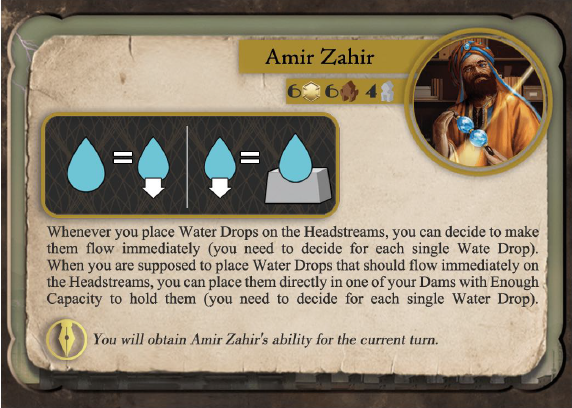 Amir Zahir
6 6 4
Whenever you place Water Drops on the Headstreams, you can decide to make
them flow immediately (you need to decide for each single Wate Drop).
When you are supposed to place Water Drops that should flow immediately on
the Headstreams, you can place them directly in one of your Dams with Enough
Capacity to hold them (you need to decide for each single Water Drop).
You will obtain Amir Zahir's ability for the current turn.